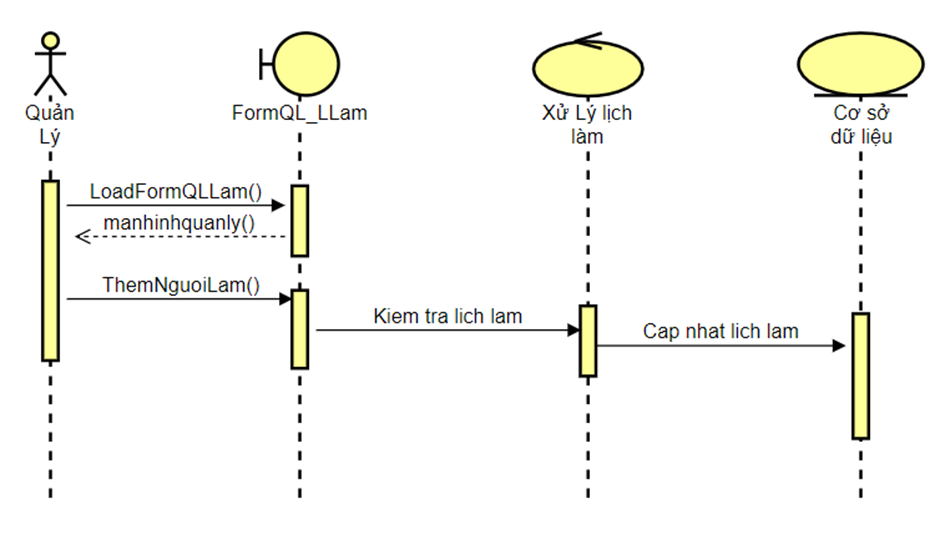 Quản
Lý
FormQL_LLam
Xử Lý lịch
làm
Cơ sở
dữ liệu
LoadFormQLLam()
manhinhquanly()
ThemNguoiLam()
Kiem tra lich lam
Cap nhat lich lam